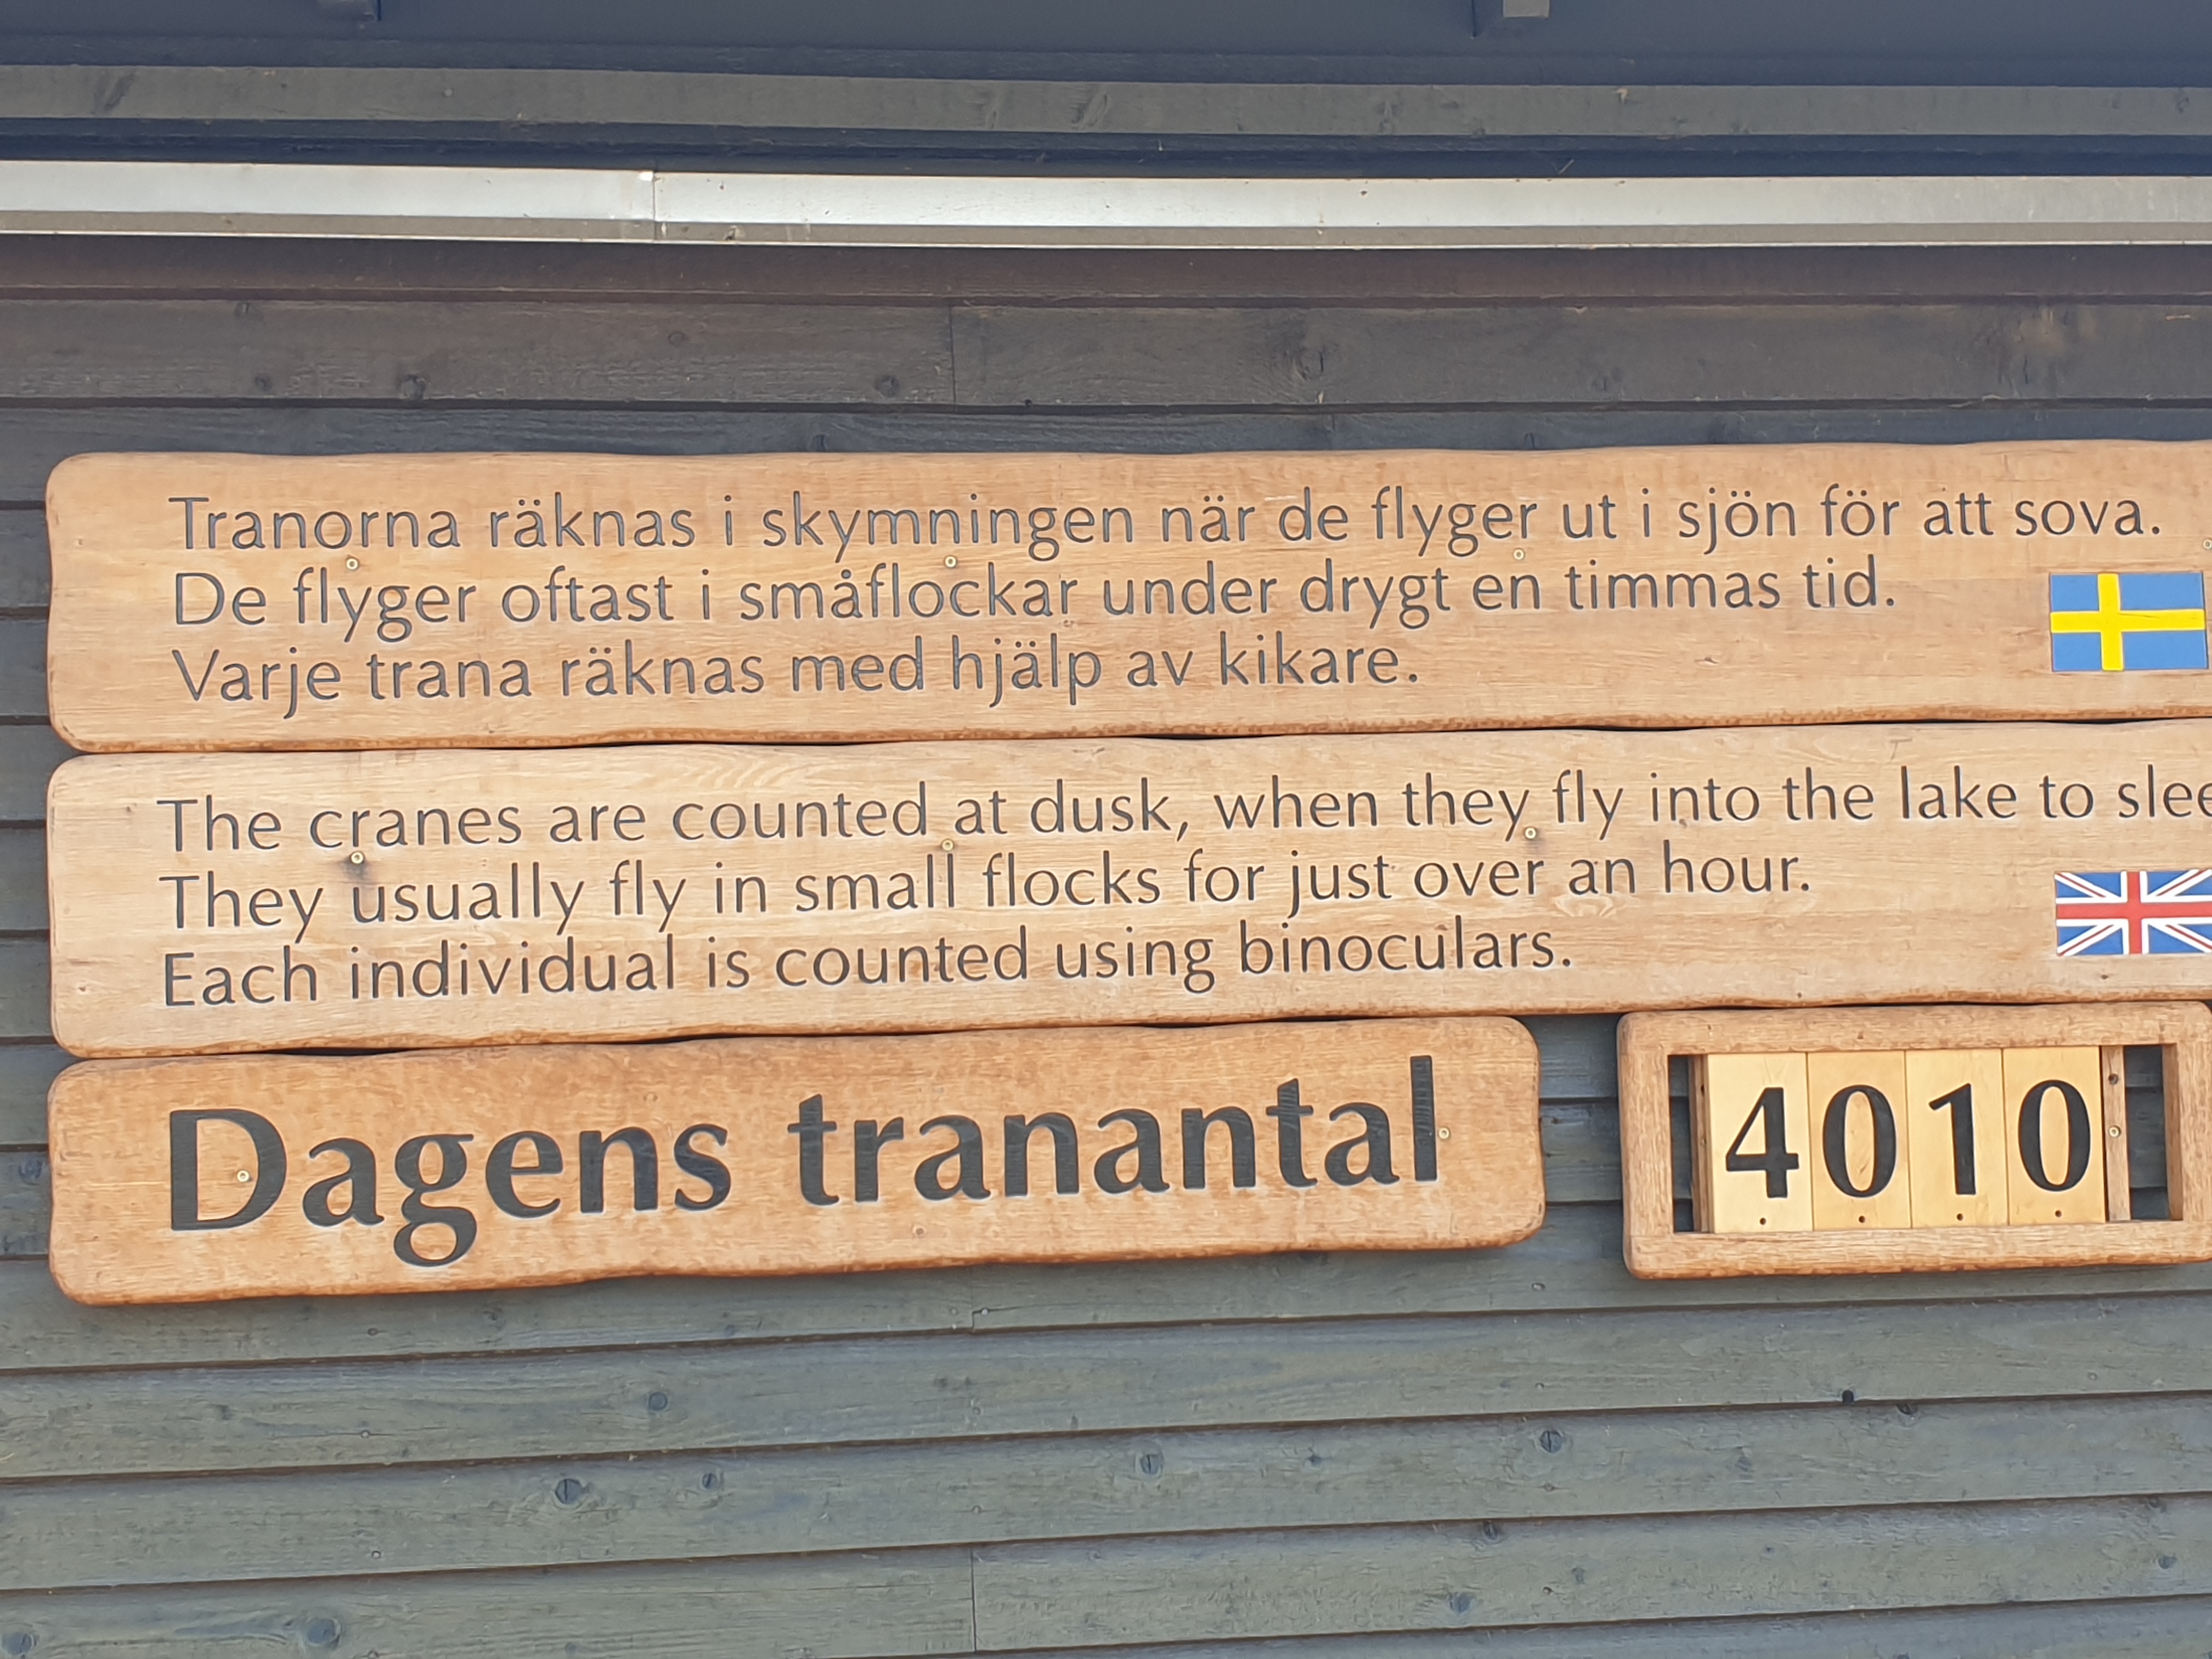 Tranorna räknas i skymningen när de flyger ut i sjön för att sova.
De flyger oftast i småflockar under drygt en timmas tid.
Varje trana räknas med hjälp av kikare.
The cranes are counted at dusk, when they fly into the lake to slee
They usually fly in small flocks for just over an hour.
Each individual is counted using binoculars.
Dagens tranantal 4010